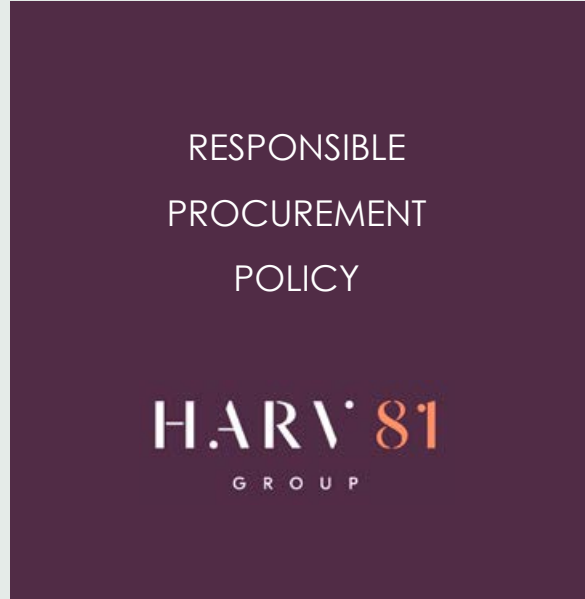 RESPONSIBLE
PROCUREMENT
POLICY
HARV 81
GROUP